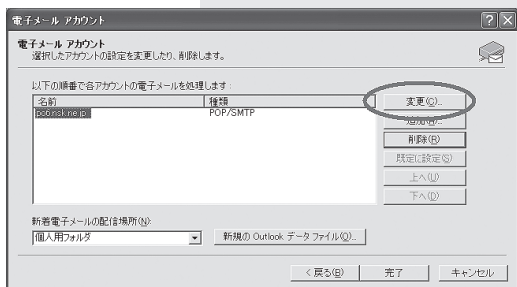 電子メール アカウント
電子メール アカウント
選択したアカウントの設定を変更したり、削除します。
以下の順番で各アカウントの電子メールを処理します:
名前 種類
POP/SMTP
変更(C)...
追加(A)...
削除(R)
既定に設定(S)
上へ(U)
下へ(D)
新着電子メールの配信場所(N):
個人用フォルダ
新規の Outlook データ ファイル(O)...
< 戻る(B)
完了
キャンセル